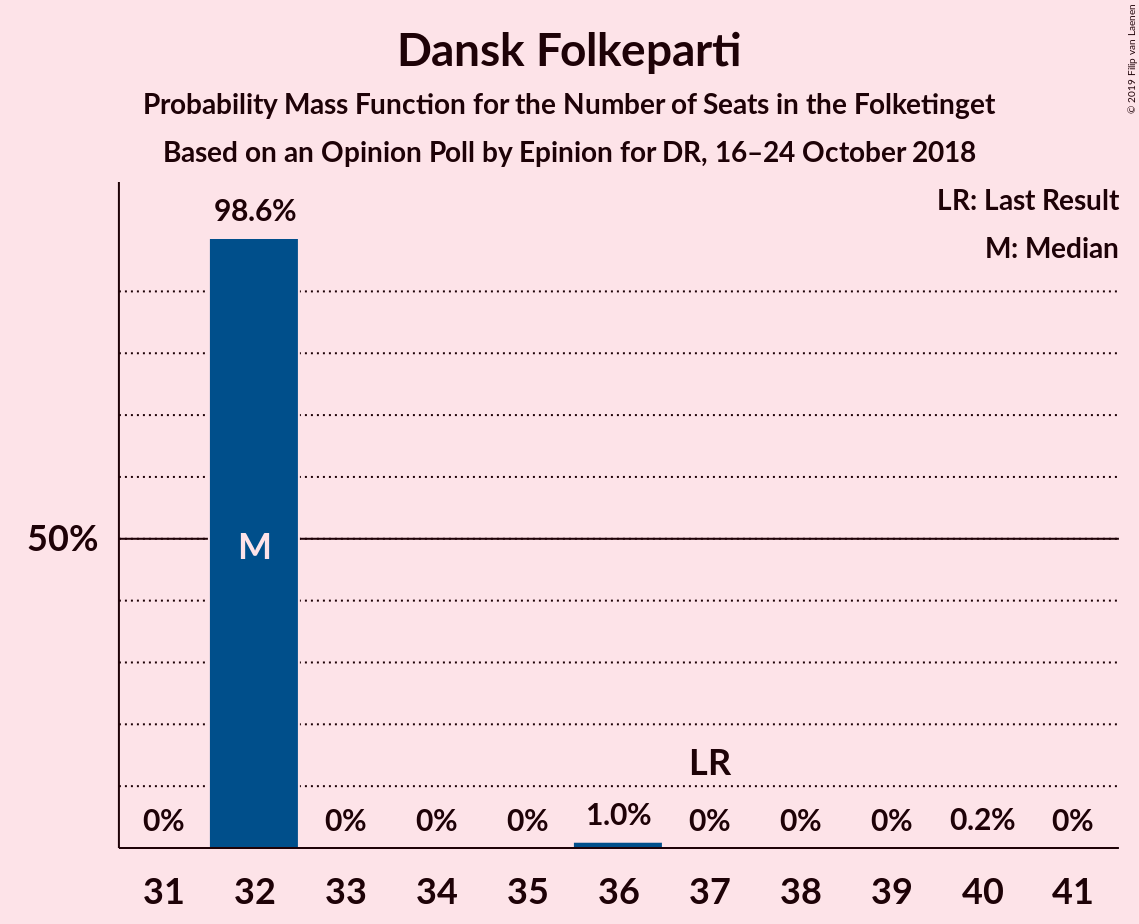 Dansk Folkeparti
Probability Mass Function for the Number of Seats in the Folketinget
Based on an Opinion Poll by Epinion for DR, 16–24 October 2018
© 2019 Filip van Laenen
LR: Last Result
M: Median
98.6%
50%
M
LR
0%
0%
0%
0%
1.0%
0%
0%
0%
0.2%
0%
31 32 33 34 35 36 37 38 39 40 41